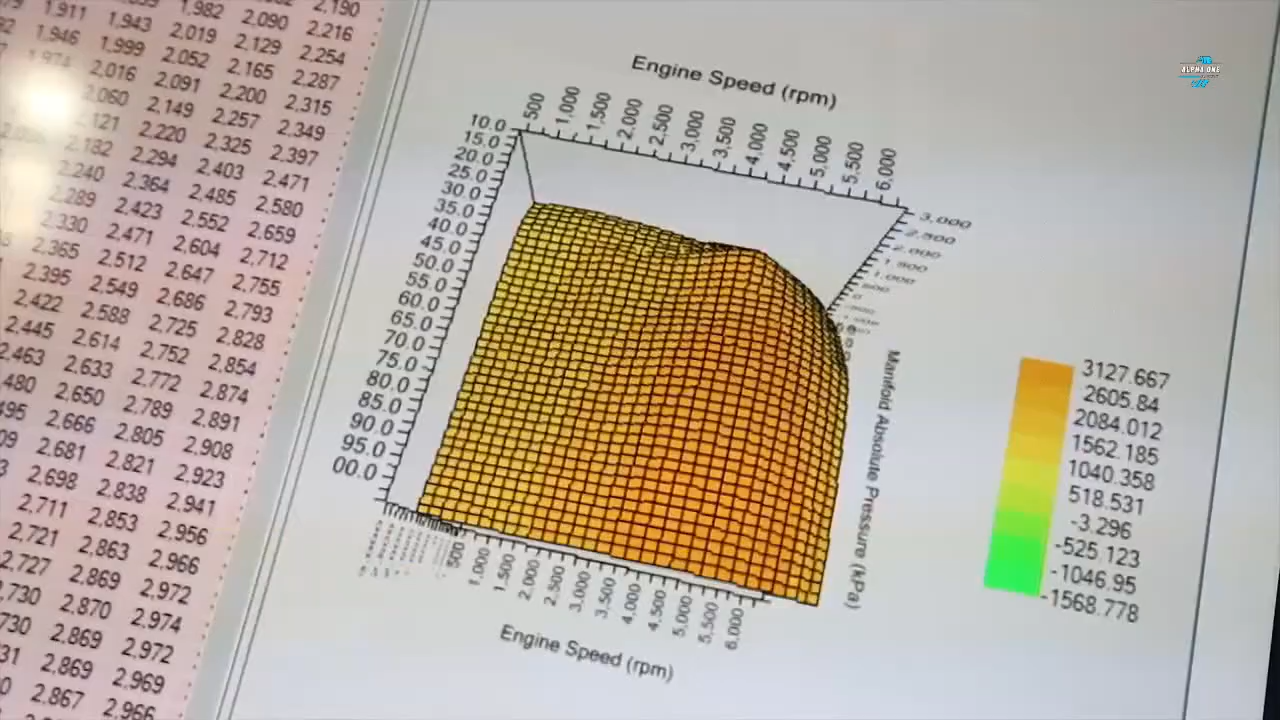 1,911 1,982 2,190
1,946 1,943 2,090 2,216
1,974 1,999 2,019 2,129 2,254
2,016 2,052 2,165 2,287
2,060 2,091 2,200 2,315
2,149 2,257 2,349
2,182 2,220 2,325 2,397
2,240 2,294 2,403 2,471
2,289 2,364 2,485 2,580
2,330 2,423 2,552 2,659
2,365 2,471 2,604 2,712
2,395 2,512 2,647 2,755
2,422 2,549 2,686 2,793
2,445 2,588 2,725 2,828
2,463 2,614 2,752 2,854
2,633 2,772 2,874
2,650 2,789 2,891
2,666 2,805 2,908
2,681 2,821 2,923
2,698 2,838 2,941
2,711 2,853 2,956
2,721 2,863 2,966
2,727 2,869 2,972
2,870 2,974
2,869 2,972
2,869 2,969
2,867 2,966
ALPHA ONE
Engine Speed (rpm)
500 1,000 1,500 2,000 2,500 3,000 3,500 4,000 4,500 5,000 5,500 6,000
10.0
15.0
20.0
25.0
30.0
35.0
40.0
45.0
50.0
55.0
60.0
65.0
70.0
75.0
80.0
85.0
90.0
95.0
00.0
3,000
2,500
2,000
1,500
1,000
500
0
Manifold Absolute Pressure (kPa)
500 1,000 1,500 2,000 2,500 3,000 3,500 4,000 4,500 5,000 5,500 6,000
Engine Speed (rpm)
3127.667
2605.84
2084.012
1562.185
1040.358
518.531
-3.296
-525.123
-1046.95
-1568.778